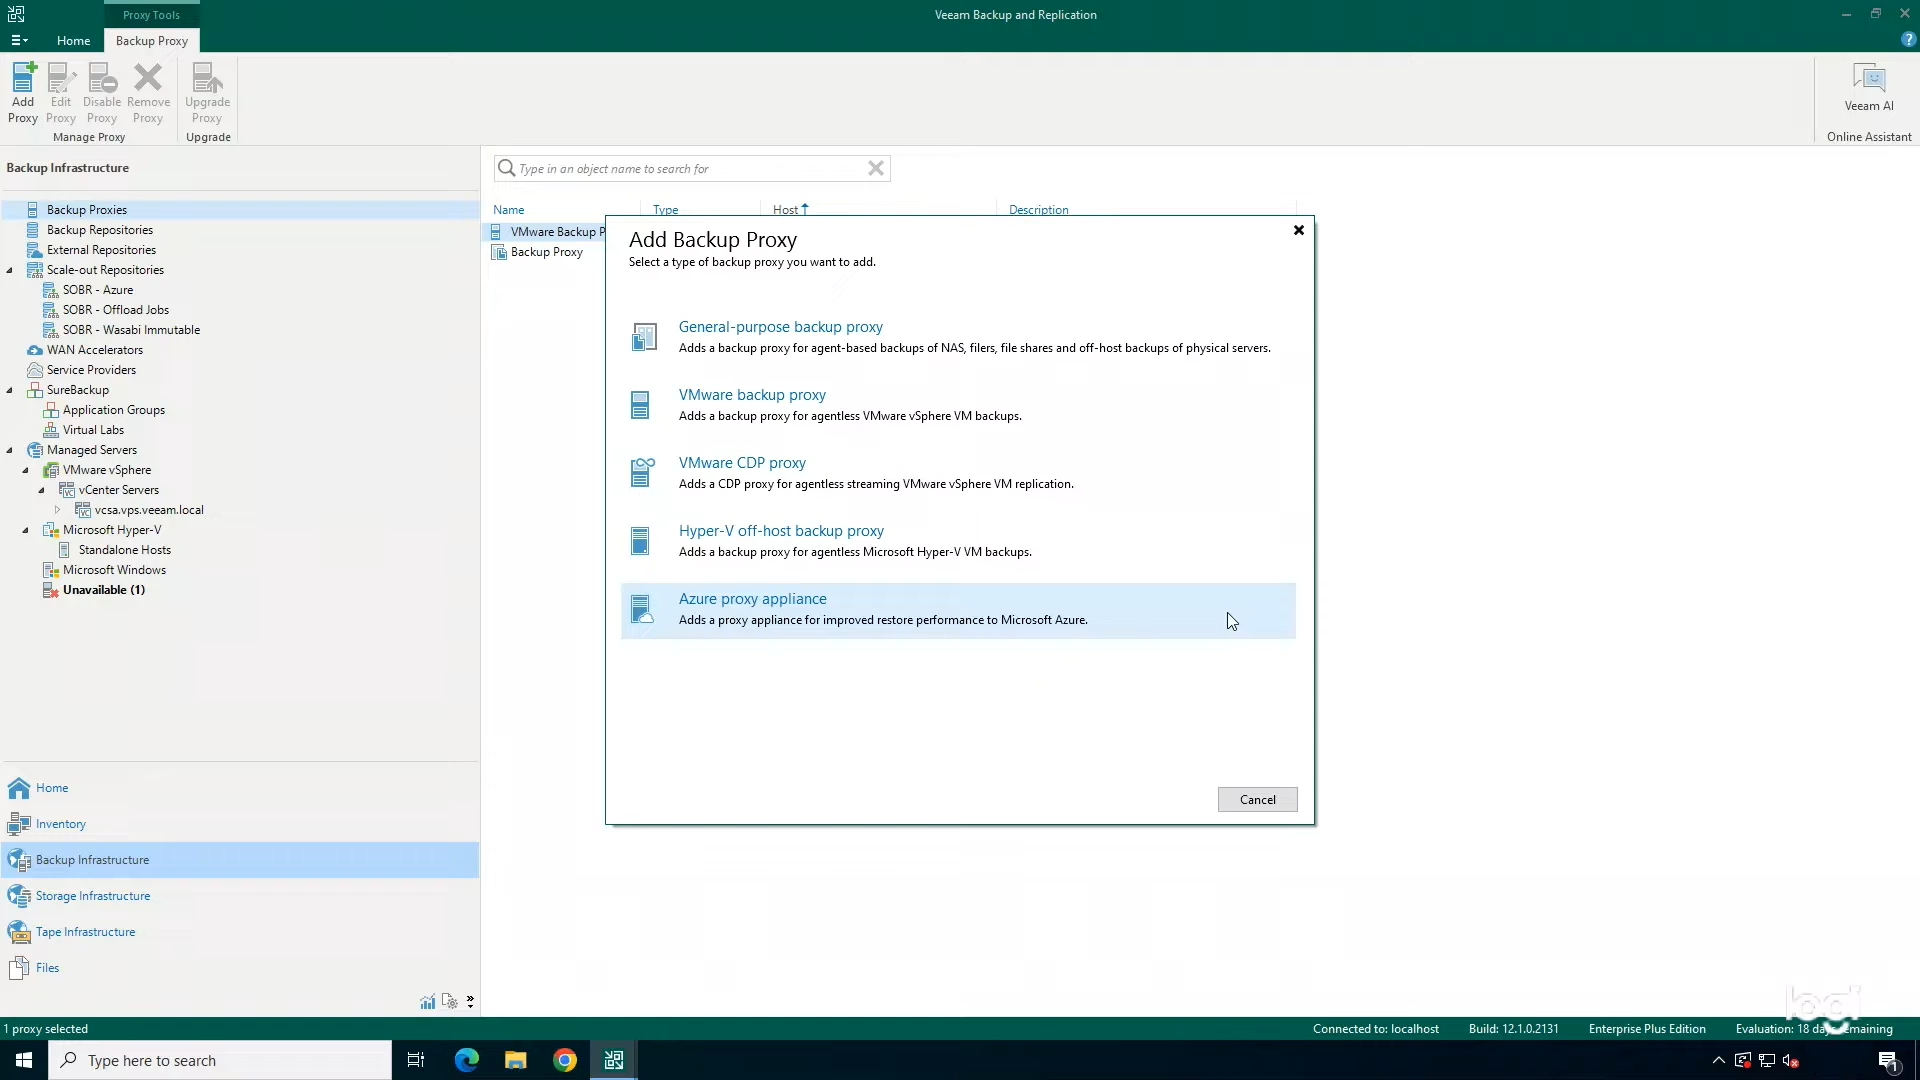 Proxy Tools
Veeam Backup and Replication
Home
Backup Proxy
Add Proxy
Edit Proxy
Disable Proxy
Remove Proxy
Upgrade Proxy
Manage Proxy
Upgrade
Veeam AI
Online Assistant
Backup Infrastructure
Type in an object name to search for
Backup Proxies
Backup Repositories
External Repositories
Scale-out Repositories
SOBR - Azure
SOBR - Offload Jobs
SOBR - Wasabi Immutable
WAN Accelerators
Service Providers
SureBackup
Application Groups
Virtual Labs
Managed Servers
VMware vSphere
vCenter Servers
vcsa.vps.veeam.local
Microsoft Hyper-V
Standalone Hosts
Microsoft Windows
Unavailable (1)
Name
Type
Host
Description
VMware Backup P
Backup Proxy
Add Backup Proxy
Select a type of backup proxy you want to add.
General-purpose backup proxy
Adds a backup proxy for agent-based backups of NAS, filers, file shares and off-host backups of physical servers.
VMware backup proxy
Adds a backup proxy for agentless VMware vSphere VM backups.
VMware CDP proxy
Adds a CDP proxy for agentless streaming VMware vSphere VM replication.
Hyper-V off-host backup proxy
Adds a backup proxy for agentless Microsoft Hyper-V VM backups.
Azure proxy appliance
Adds a proxy appliance for improved restore performance to Microsoft Azure.
Cancel
Home
Inventory
Backup Infrastructure
Storage Infrastructure
Tape Infrastructure
Files
logi
1 proxy selected
Connected to: localhost
Build: 12.1.0.2131
Enterprise Plus Edition
Evaluation: 18 days remaining
Type here to search
1